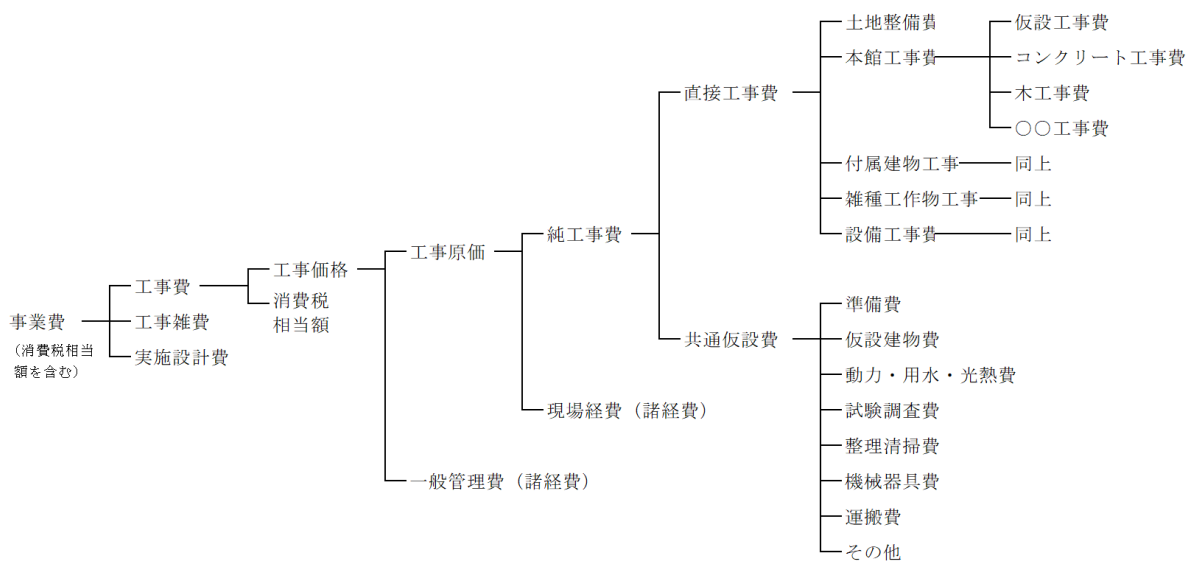 土地整備費
仮設工事費
本館工事費
コンクリート工事費
直接工事費
木工事費
○○工事費
付属建物工事
同上
雑種工作物工事
同上
純工事費
設備工事費
同上
工事原価
工事価格
工事費
消費税
相当額
準備費
事業費
工事雑費
共通仮設費
仮設建物費
(消費税相当
額を含む)
実施設計費
動力・用水・光熱費
現場経費(諸経費)
試験調査費
整理清掃費
一般管理費(諸経費)
機械器具費
運搬費
その他